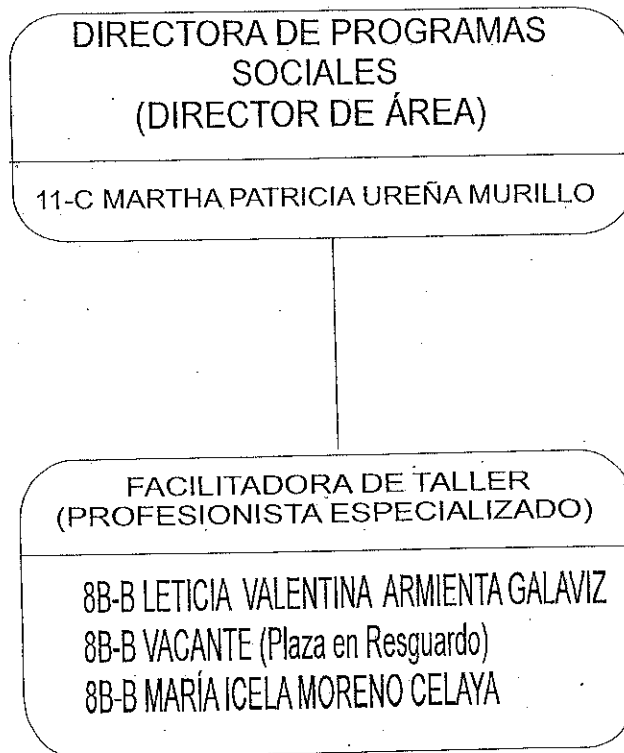 DIRECTORA DE PROGRAMAS
SOCIALES
(DIRECTOR DE ÁREA)
11-C MARTHA PATRICIA UREÑA MURILLO
FACILITADORA DE TALLER
(PROFESIONISTA ESPECIALIZADO)
8B-B LETICIA VALENTINA ARMIENTA GALAVIZ
8B-B VACANTE (Plaza en Resguardo)
8B-B MARÍA ICELA MORENO CELAYA